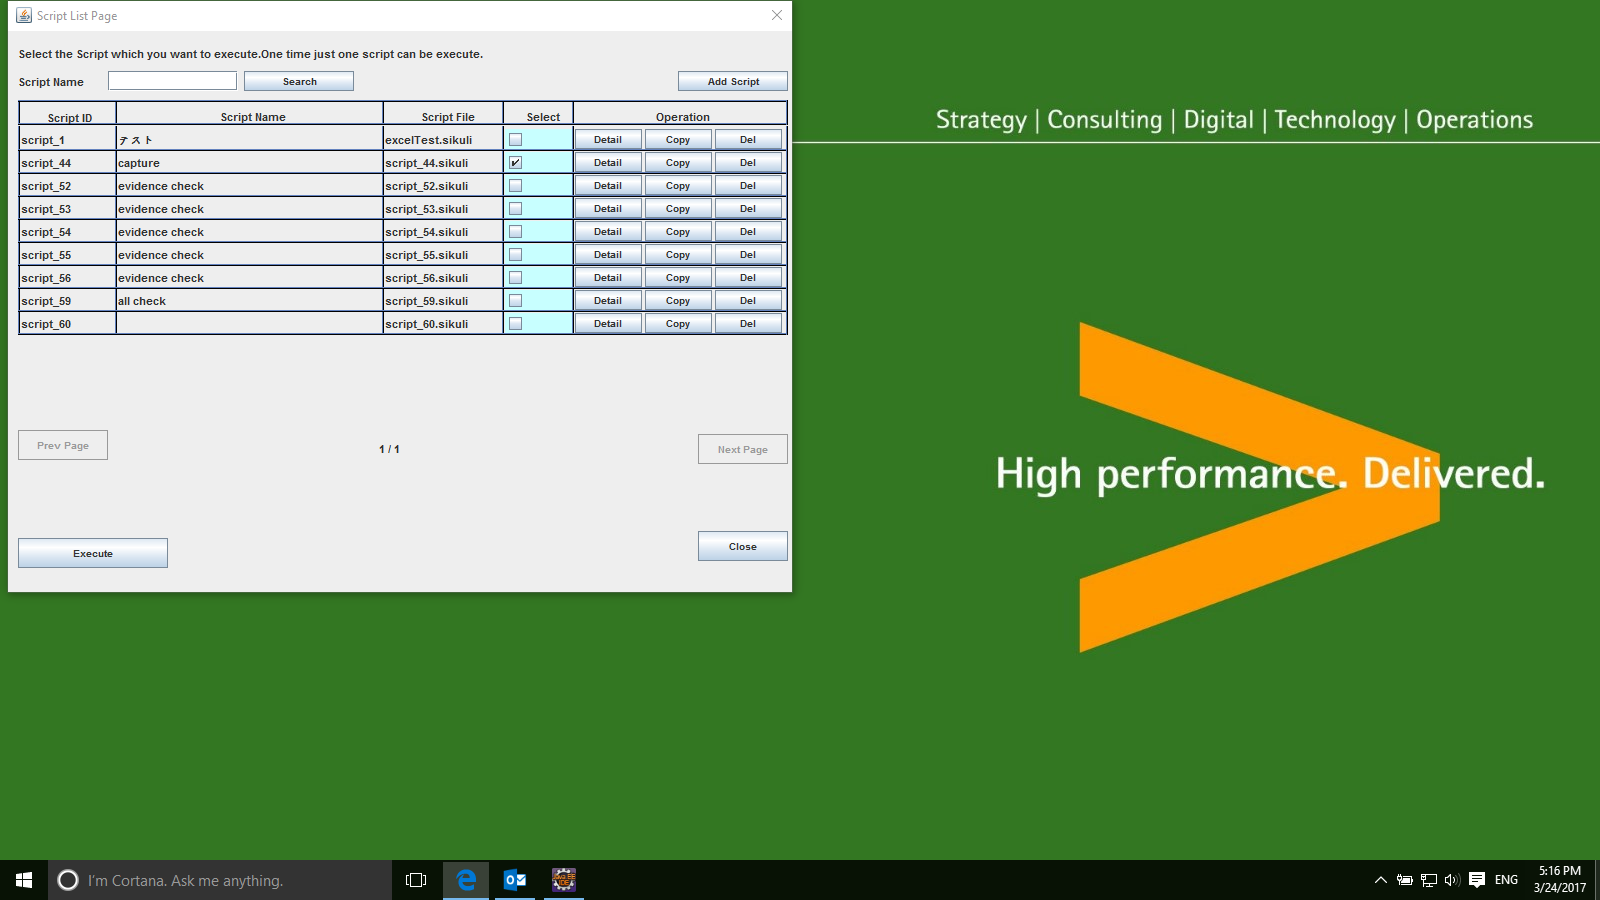 Script List Page
Select the Script which you want to execute.One time just one script can be execute.
Script Name Search Add Script
Script ID Script Name Script File Select Operation
script_1 テスト excelTest.sikuli Detail Copy Del
script_44 capture script_44.sikuli Detail Copy Del
script_52 evidence check script_52.sikuli Detail Copy Del
script_53 evidence check script_53.sikuli Detail Copy Del
script_54 evidence check script_54.sikuli Detail Copy Del
script_55 evidence check script_55.sikuli Detail Copy Del
script_56 evidence check script_56.sikuli Detail Copy Del
script_59 all check script_59.sikuli Detail Copy Del
script_60 script_60.sikuli Detail Copy Del
Prev Page 1 / 1 Next Page
Execute Close
Strategy | Consulting | Digital | Technology | Operations
High performance. Delivered.
I'm Cortana. Ask me anything.
ENG
5:16 PM
3/24/2017